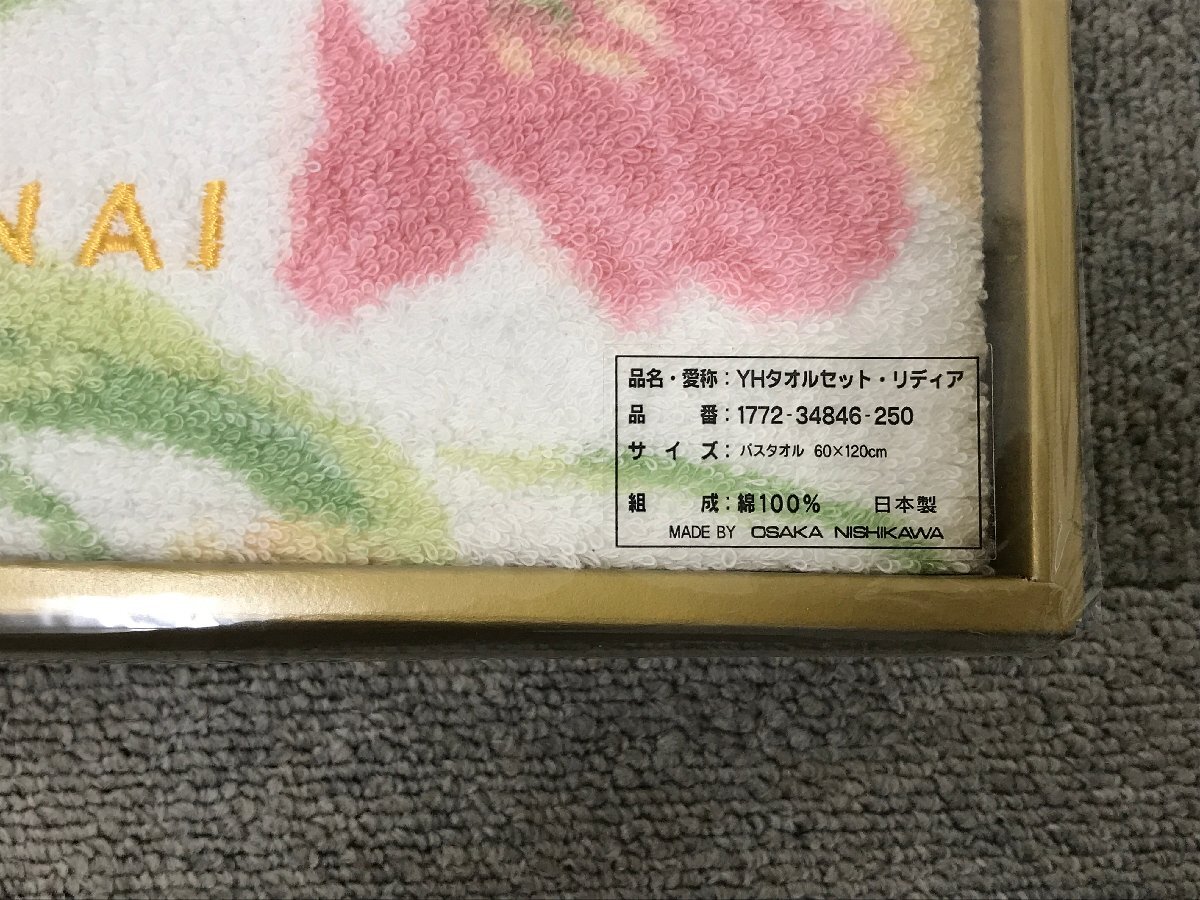 NAI
品名・愛称：YHタオルセット・リディア
品番：1772-34846-250
サイズ：バスタオル 60×120cm
組成：綿100% 日本製
MADE BY OSAKA NISHIKAWA